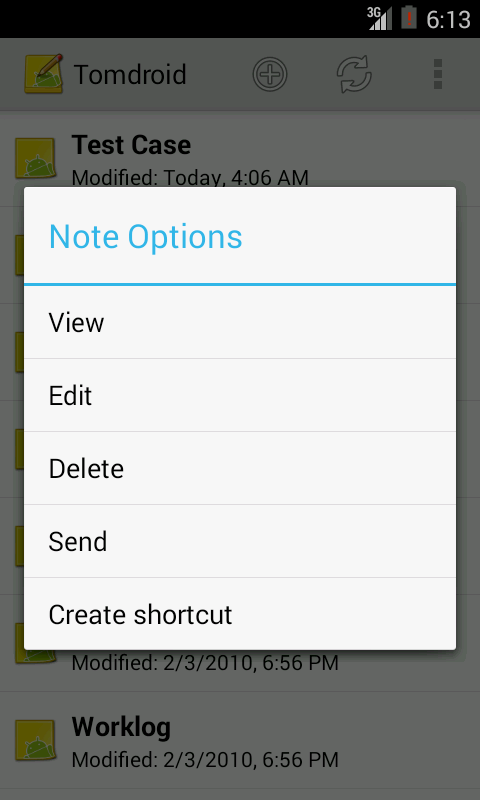 3G 6:13
Tomdroid
Test Case
Modified: Today, 4:06 AM
Note Options
View
Edit
Delete
Send
Create shortcut
Modified: 2/3/2010, 6:56 PM
Worklog
Modified: 2/3/2010, 6:56 PM